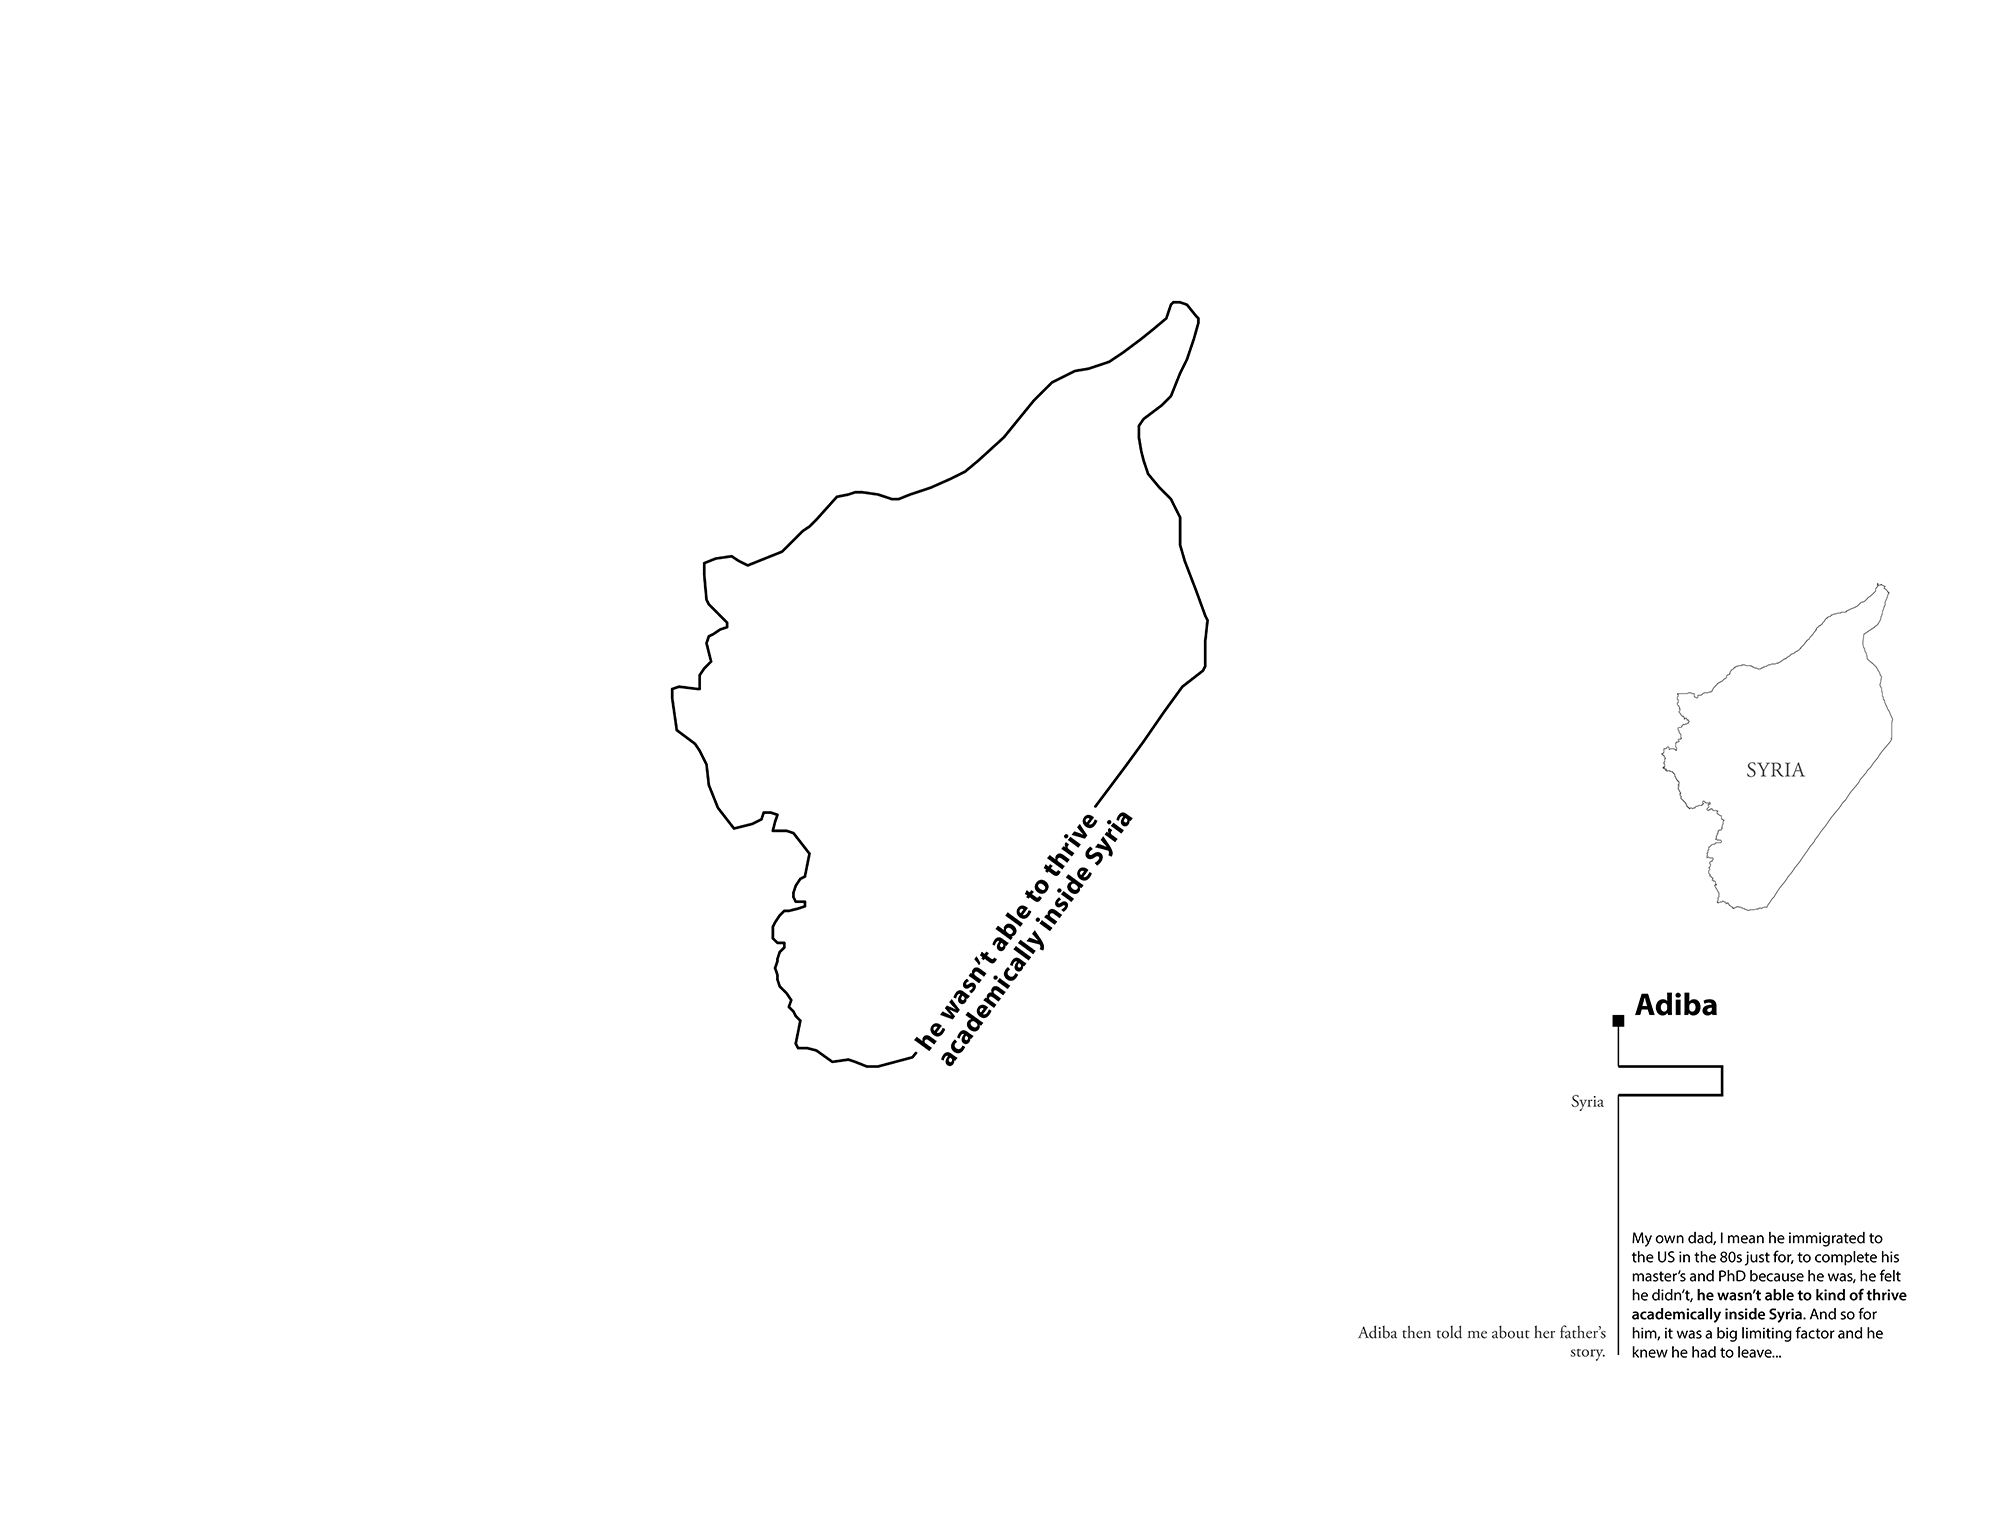 he wasn’t able to thrive
academically inside Syria
SYRIA
Adiba
Syria
Adiba then told me about her father’s
story.
My own dad, I mean he immigrated to
the US in the 80s just for, to complete his
master’s and PhD because he was, he felt
he didn’t, he wasn’t able to kind of thrive
academically inside Syria. And so for
him, it was a big limiting factor and he
knew he had to leave...